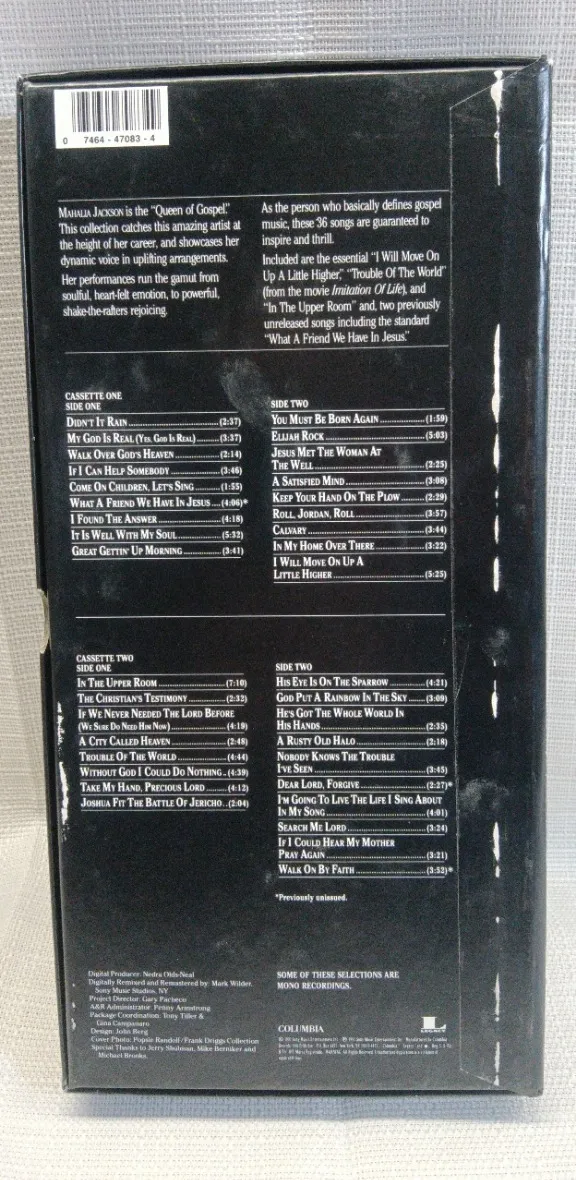 0 7464-47083-4
MAHALIA JACKSON is the "Queen of Gospel."
This collection catches this amazing artist at
the height of her career, and showcases her
dynamic voice in uplifting arrangements.
Her performances run the gamut from
soulful, heart-felt emotion, to powerful,
shake-the-rafters rejoicing.
As the person who basically defines gospel
music, these 36 songs are guaranteed to
inspire and thrill.
Included are the essential "I Will Move On
Up A Little Higher," "Trouble Of The World"
(from the movie Imitation Of Life), and
"In The Upper Room" and, two previously
unreleased songs including the standard
"What A Friend We Have In Jesus."
CASSETTE ONE
SIDE ONE
DIDN'T IT RAIN (2:37)
MY GOD IS REAL (YES, GOD IS REAL) (3:37)
WALK OVER GOD'S HEAVEN (2:14)
IF I CAN HELP SOMEBODY (3:46)
COME ON CHILDREN, LET'S SING (1:55)
WHAT A FRIEND WE HAVE IN JESUS (4:06)*
I FOUND THE ANSWER (4:18)
IT IS WELL WITH MY SOUL (5:32)
GREAT GETTIN' UP MORNING (3:41)
SIDE TWO
YOU MUST BE BORN AGAIN (1:59)
ELIJAH ROCK (5:03)
JESUS MET THE WOMAN AT
THE WELL (2:25)
A SATISFIED MIND (3:08)
KEEP YOUR HAND ON THE PLOW (2:29)
ROLL, JORDAN, ROLL (3:57)
CALVARY (3:44)
IN MY HOME OVER THERE (3:22)
I WILL MOVE ON UP A
LITTLE HIGHER (5:25)
CASSETTE TWO
SIDE ONE
IN THE UPPER ROOM (7:10)
THE CHRISTIAN'S TESTIMONY (2:32)
IF WE NEVER NEEDED THE LORD BEFORE
(WE SURE DO NEED HIM NOW) (4:19)
A CITY CALLED HEAVEN (2:48)
TROUBLE OF THE WORLD (4:44)
WITHOUT GOD I COULD DO NOTHING (4:39)
TAKE MY HAND, PRECIOUS LORD (4:12)
JOSHUA FIT THE BATTLE OF JERICHO (2:04)
SIDE TWO
HIS EYE IS ON THE SPARROW (4:21)
GOD PUT A RAINBOW IN THE SKY (3:09)
HE'S GOT THE WHOLE WORLD IN
HIS HANDS (2:35)
A RUSTY OLD HALO (2:18)
NOBODY KNOWS THE TROUBLE
I'VE SEEN (3:45)
DEAR LORD, FORGIVE (2:27)*
I'M GOING TO LIVE THE LIFE I SING ABOUT
IN MY SONG (4:01)
SEARCH ME LORD (3:24)
IF I COULD HEAR MY MOTHER
PRAY AGAIN (3:21)
WALK ON BY FAITH (3:52)*
*Previously unissued.
Digital Producer: Nedra Olds-Neal
Digitally Remixed and Remastered by: Mark Wilder,
Sony Music Studios, NY
Project Director: Gary Pacheco
A&R Administrator: Penny Armstrong
Package Coordination: Tony Tiller &
Gina Campanaro
Design: John Berg
Cover Photo: Popsie Randolf/Frank Driggs Collection
Special Thanks to Jerry Shulman, Mike Berniker and
Michael Brooks.
SOME OF THESE SELECTIONS ARE
MONO RECORDINGS.
COLUMBIA
L
LEGACY